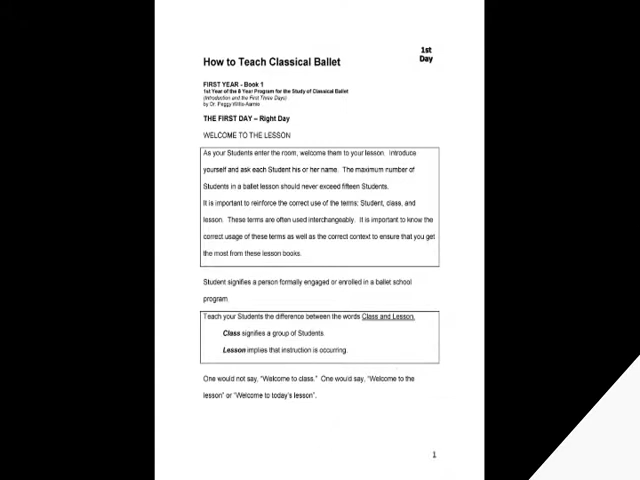 1st
Day
How to Teach Classical Ballet
FIRST YEAR - Book 1
1st Year of the 8 Year Program for the Study of Classical Ballet
(Introduction and the First Three Days)
by Dr. Peggy Willis-Aarnio
THE FIRST DAY – Right Day
WELCOME TO THE LESSON
As your Students enter the room, welcome them to your lesson. Introduce
yourself and ask each Student his or her name. The maximum number of
Students in a ballet lesson should never exceed fifteen Students.
It is important to reinforce the correct use of the terms; Student, class, and
lesson. These terms are often used interchangeably. It is important to know the
correct usage of these terms as well as the correct context to ensure that you get
the most from these lesson books.
Student signifies a person formally engaged or enrolled in a ballet school
program
Teach your Students the difference between the words Class and Lesson.
Class signifies a group of Students.
Lesson implies that instruction is occurring.
One would not say, "Welcome to class." One would say, "Welcome to the
lesson" or "Welcome to today's lesson".
1